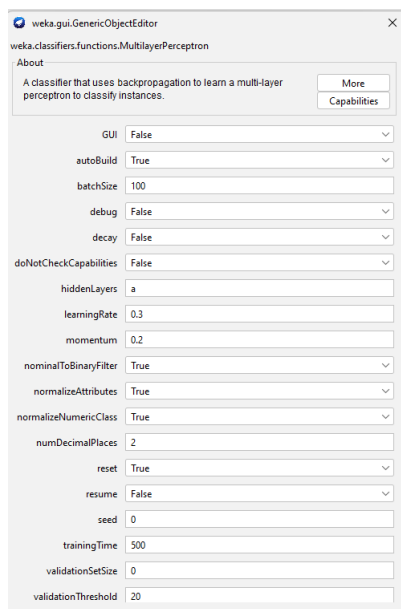 weka.gui.GenericObjectEditor
weka.classifiers.functions.MultilayerPerceptron
About
A classifier that uses backpropagation to learn a multi-layer
perceptron to classify instances.
More
Capabilities
GUI False
autoBuild True
batchSize 100
debug False
decay False
doNotCheckCapabilities False
hiddenLayers a
learningRate 0.3
momentum 0.2
nominalToBinaryFilter True
normalizeAttributes True
normalizeNumericClass True
numDecimalPlaces 2
reset True
resume False
seed 0
trainingTime 500
validationSetSize 0
validationThreshold 20